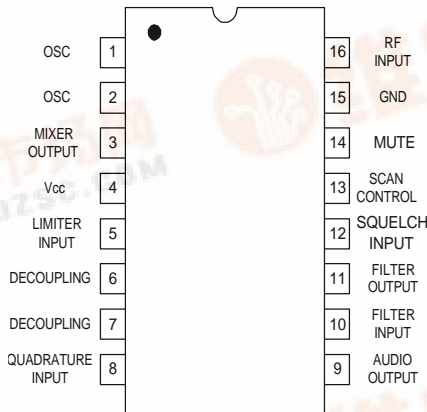 OSC 1
OSC 2
MIXER
OUTPUT 3
Vcc 4
LIMITER
INPUT 5
DECOUPLING 6
DECOUPLING 7
QUADRATURE
INPUT 8
16 RF
INPUT
15 GND
14 MUTE
13 SCAN
CONTROL
12 SQUELCH
INPUT
11 FILTER
OUTPUT
10 FILTER
INPUT
9 AUDIO
OUTPUT